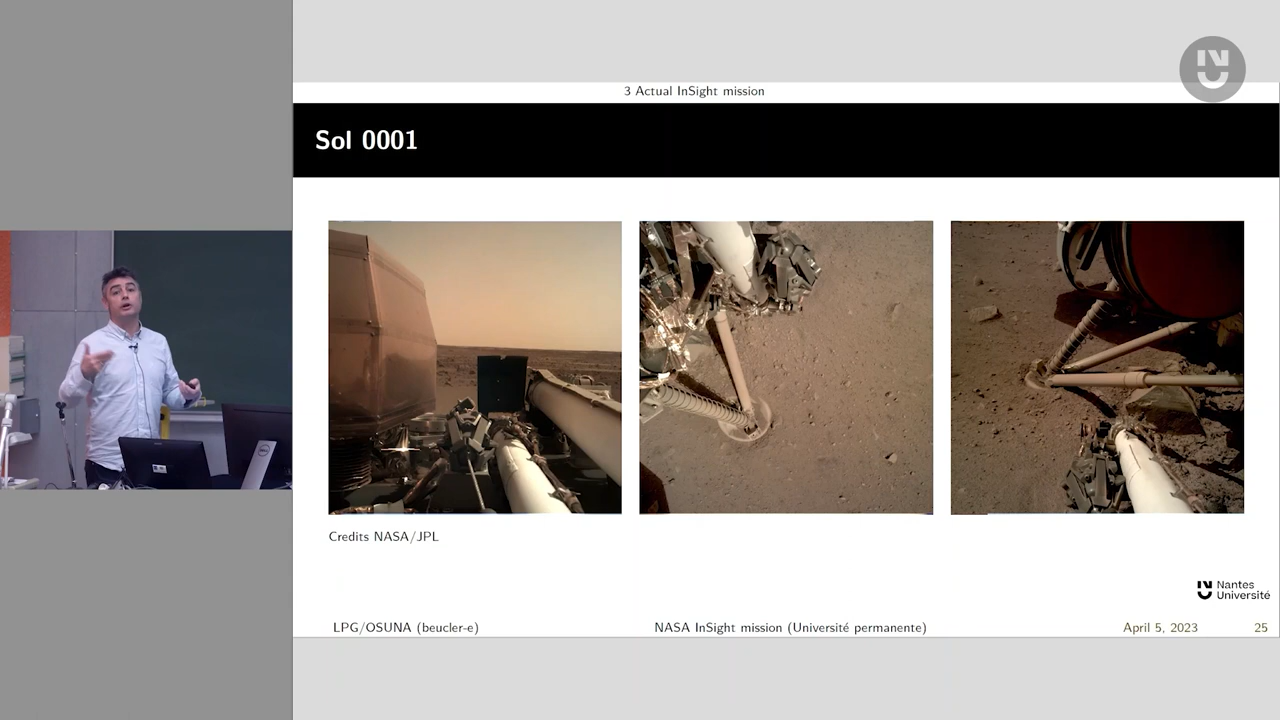 3 Actual InSight mission
Sol 0001
Credits NASA/JPL
Nantes
Université
LPG/OSUNA (beucler-e)
NASA InSight mission (Université permanente)
April 5, 2023
25
DELL